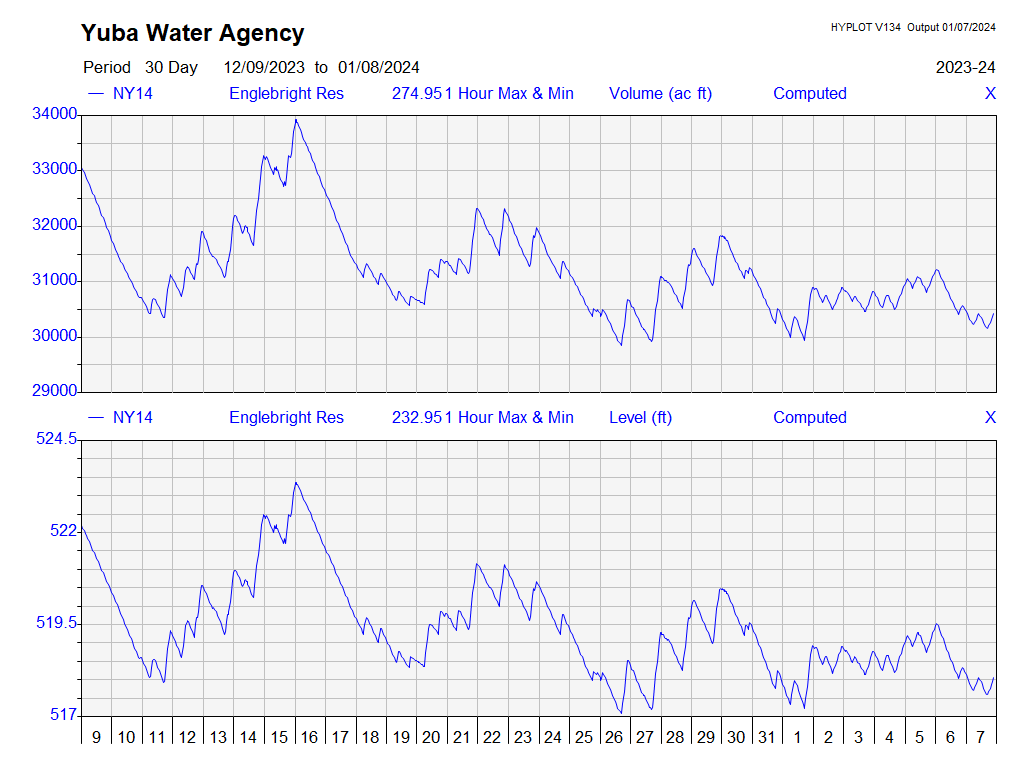 Yuba Water Agency
HYPLOT V134 Output 01/07/2024
Period 30 Day 12/09/2023 to 01/08/2024 2023-24
NY14 Englebright Res 274.951 Hour Max & Min Volume (ac ft) Computed X
34000
33000
32000
31000
30000
29000
NY14 Englebright Res 232.951 Hour Max & Min Level (ft) Computed X
524.5
522
519.5
517
9 10 11 12 13 14 15 16 17 18 19 20 21 22 23 24 25 26 27 28 29 30 31 1 2 3 4 5 6 7